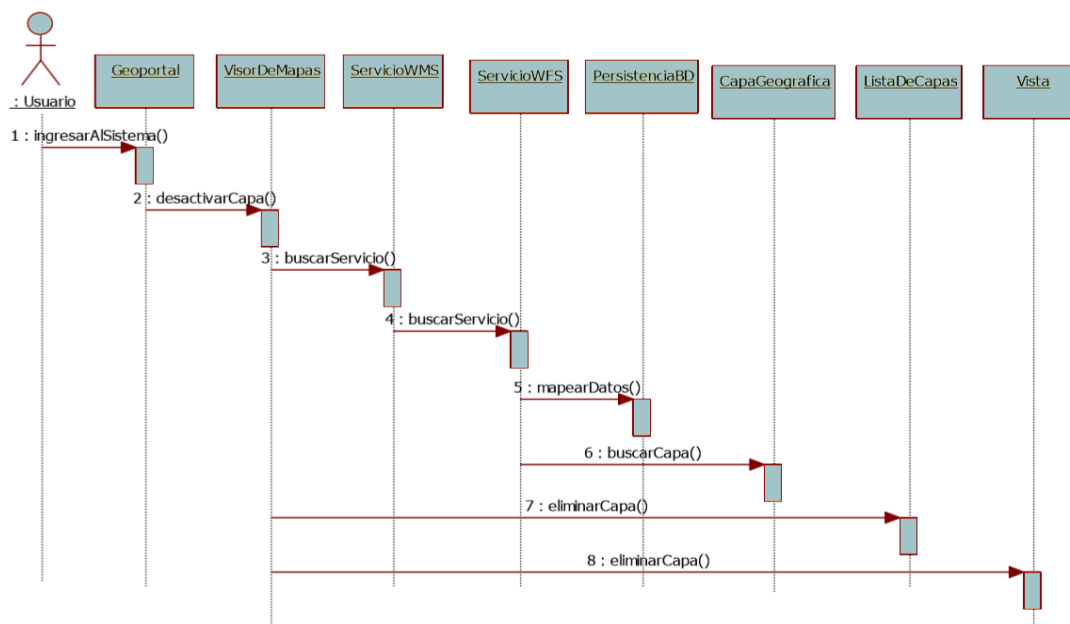 : Usuario
Geoportal
VisorDeMapas
ServicioWMS
ServicioWFS
PersistenciaBD
CapaGeografica
ListaDeCapas
Vista
1 : ingresarAlSistema()
2 : desactivarCapa()
3 : buscarServicio()
4 : buscarServicio()
5 : mapearDatos()
6 : buscarCapa()
7 : eliminarCapa()
8 : eliminarCapa()